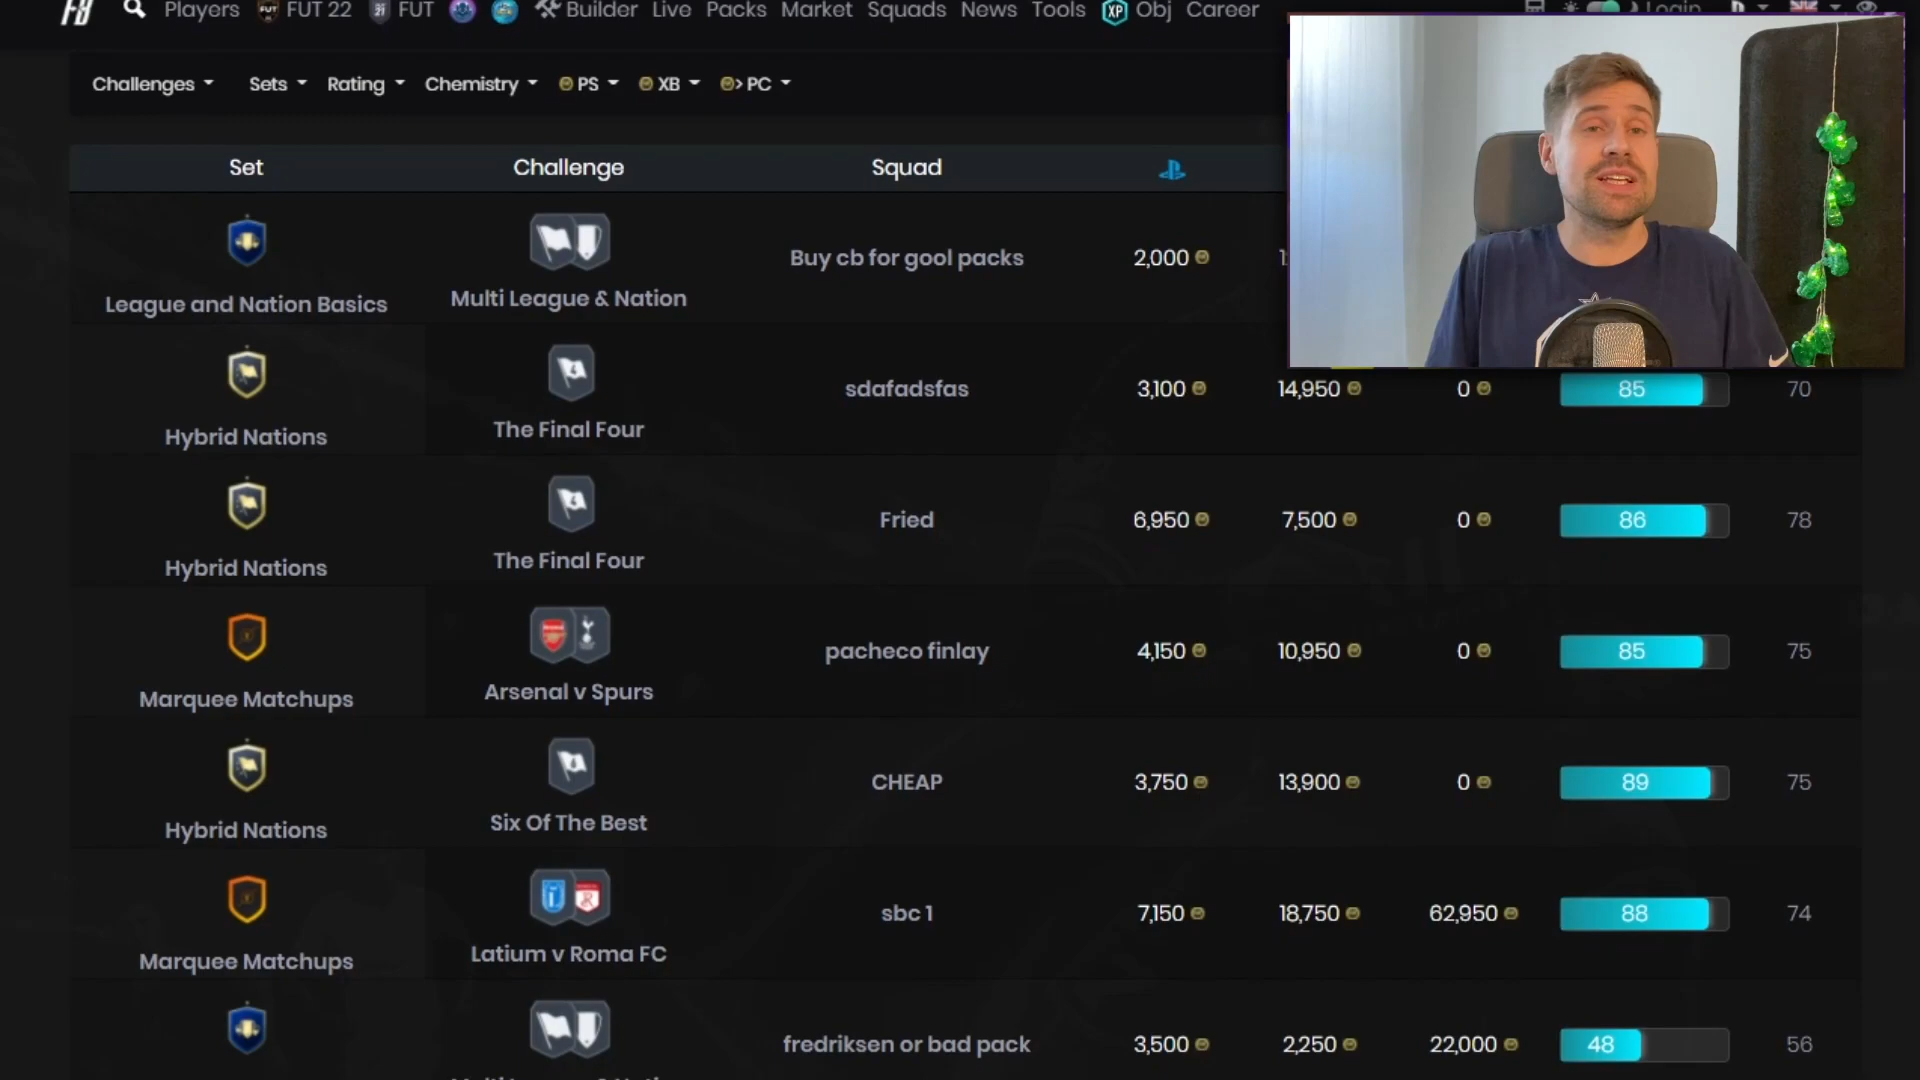 FB Players FUT 22 FUT Builder Live Packs Market Squads News Tools XP Obj Career Login
Challenges Sets Rating Chemistry PS XB > PC
Set Challenge Squad
Buy cb for gool packs 2,000
League and Nation Basics Multi League & Nation
sdafadsfas 3,100 14,950 0 85 70
Hybrid Nations The Final Four
Fried 6,950 7,500 0 86 78
Hybrid Nations The Final Four
pacheco finlay 4,150 10,950 0 85 75
Marquee Matchups Arsenal v Spurs
CHEAP 3,750 13,900 0 89 75
Hybrid Nations Six Of The Best
sbc 1 7,150 18,750 62,950 88 74
Marquee Matchups Latium v Roma FC
fredriksen or bad pack 3,500 2,250 22,000 48 56